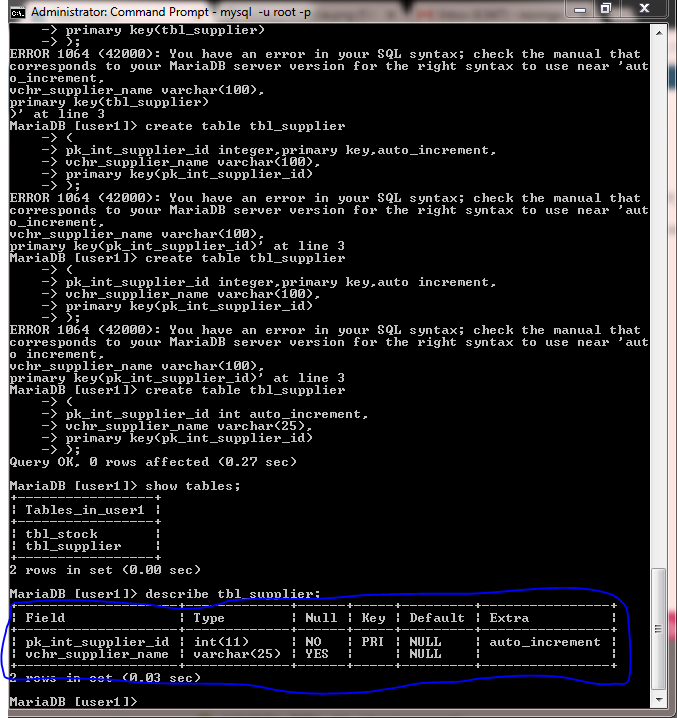 Administrator: Command Prompt - mysql -u root -p
-> primary key(tbl_supplier)
-> );
ERROR 1064 (42000): You have an error in your SQL syntax; check the manual that
corresponds to your MariaDB server version for the right syntax to use near 'aut
o_increment,
vchr_supplier_name varchar(100),
primary key(tbl_supplier)
)' at line 3
MariaDB [user1]> create table tbl_supplier
-> (
-> pk_int_supplier_id integer,primary key,auto_increment,
-> vchr_supplier_name varchar(100),
-> primary key(pk_int_supplier_id)
-> );
ERROR 1064 (42000): You have an error in your SQL syntax; check the manual that
corresponds to your MariaDB server version for the right syntax to use near 'aut
o_increment,
vchr_supplier_name varchar(100),
primary key(pk_int_supplier_id)' at line 3
MariaDB [user1]> create table tbl_supplier
-> (
-> pk_int_supplier_id integer,primary key,auto increment,
-> vchr_supplier_name varchar(100),
-> primary key(pk_int_supplier_id)
-> );
ERROR 1064 (42000): You have an error in your SQL syntax; check the manual that
corresponds to your MariaDB server version for the right syntax to use near 'aut
o increment,
vchr_supplier_name varchar(100),
primary key(pk_int_supplier_id)' at line 3
MariaDB [user1]> create table tbl_supplier
-> (
-> pk_int_supplier_id int auto_increment,
-> vchr_supplier_name varchar(25),
-> primary key(pk_int_supplier_id)
-> );
Query OK, 0 rows affected (0.27 sec)
MariaDB [user1]> show tables;
+-----------------+
| Tables_in_user1 |
+-----------------+
| tbl_stock |
| tbl_supplier |
+-----------------+
2 rows in set (0.00 sec)
MariaDB [user1]> describe tbl_supplier;
+--------------------+-------------+------+-----+---------+----------------+
| Field | Type | Null | Key | Default | Extra |
+--------------------+-------------+------+-----+---------+----------------+
| pk_int_supplier_id | int(11) | NO | PRI | NULL | auto_increment |
| vchr_supplier_name | varchar(25) | YES | | NULL | |
+--------------------+-------------+------+-----+---------+----------------+
2 rows in set (0.03 sec)
MariaDB [user1]>